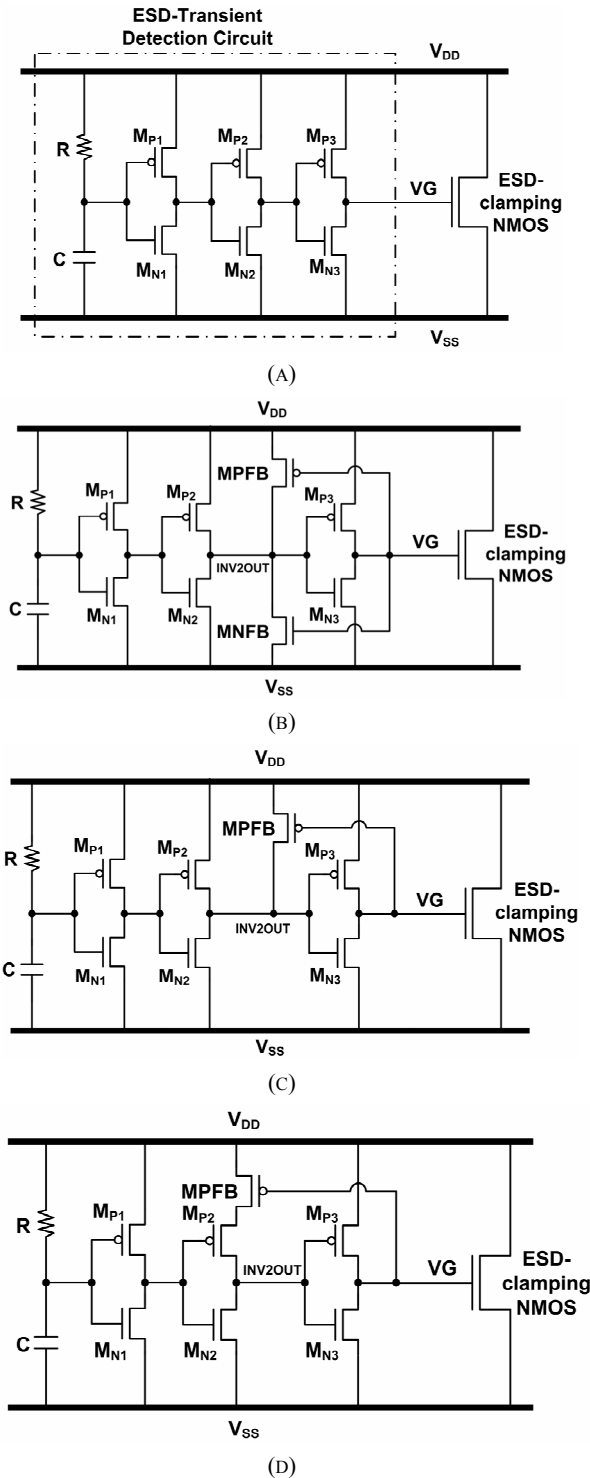 ESD-Transient
Detection Circuit
VDD
R
MP1
MP2
MP3
VG
ESD-
clamping
NMOS
C
MN1
MN2
MN3
VSS
(A)
VDD
MPFB
R
MP1
MP2
MP3
VG
ESD-
clamping
NMOS
INV2OUT
C
MN1
MN2
MNFB
MN3
VSS
(B)
VDD
MPFB
R
MP1
MP2
MP3
VG
ESD-
clamping
NMOS
INV2OUT
C
MN1
MN2
MN3
VSS
(C)
VDD
MPFB
R
MP1
MP2
MP3
INV2OUT
VG
ESD-
clamping
NMOS
C
MN1
MN2
MN3
VSS
(D)